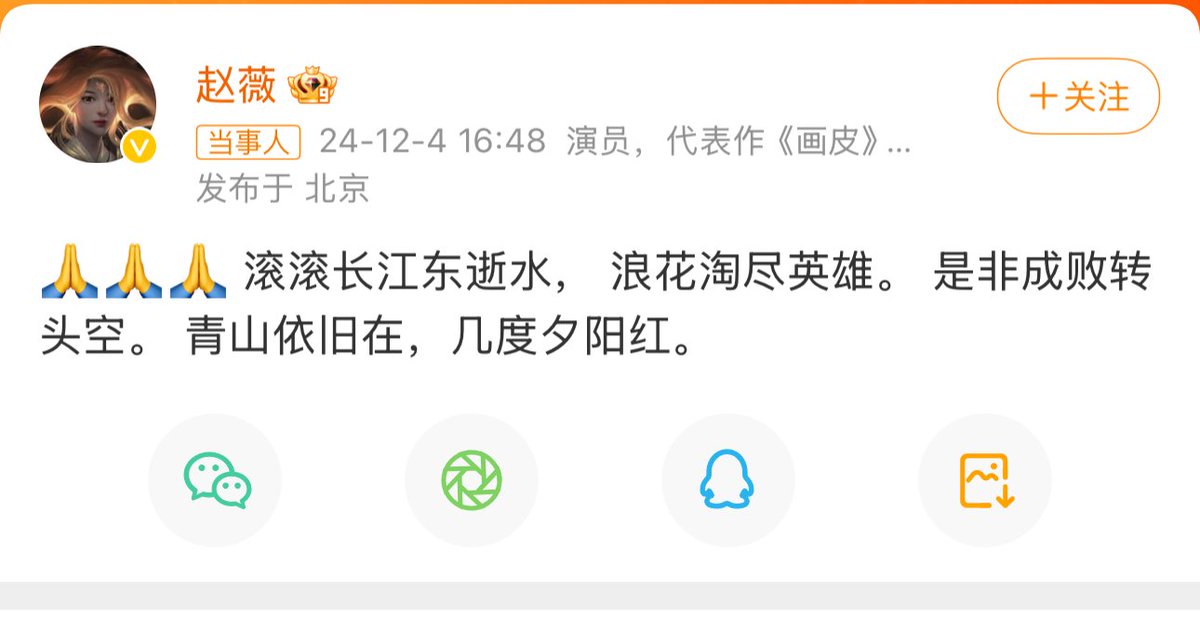 赵薇
+关注
当事人 24-12-4 16:48 演员，代表作《画皮》...
发布于 北京
🙏🙏🙏 滚滚长江东逝水， 浪花淘尽英雄。 是非成败转
头空。 青山依旧在，几度夕阳红。